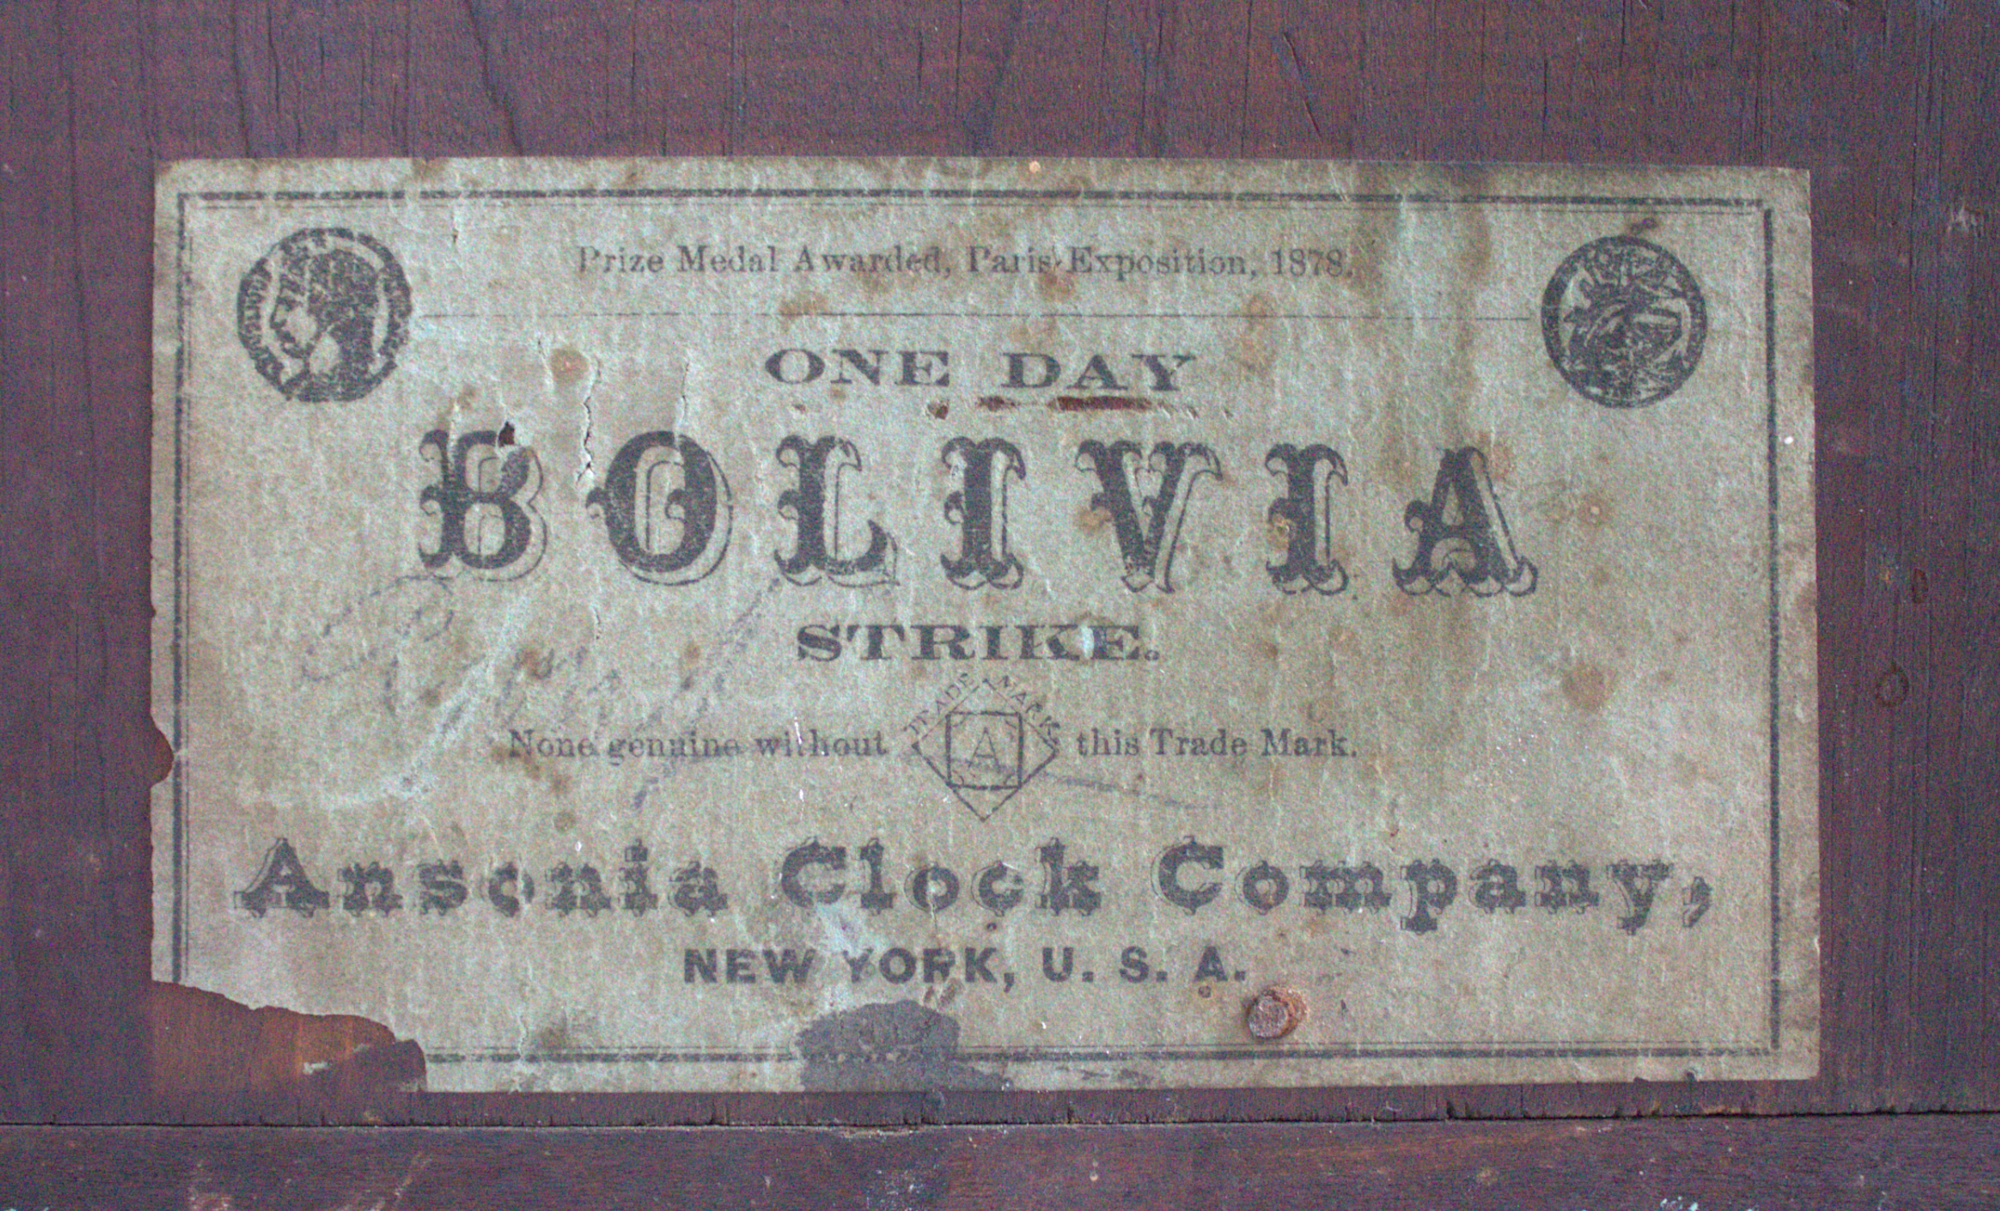 Prize Medal Awarded, Paris Exposition, 1878.
ONE DAY
BOLIVIA
STRIKE.
TRADE MARK
None genuine without A this Trade Mark.
Ansonia Clock Company,
NEW YORK, U. S. A.